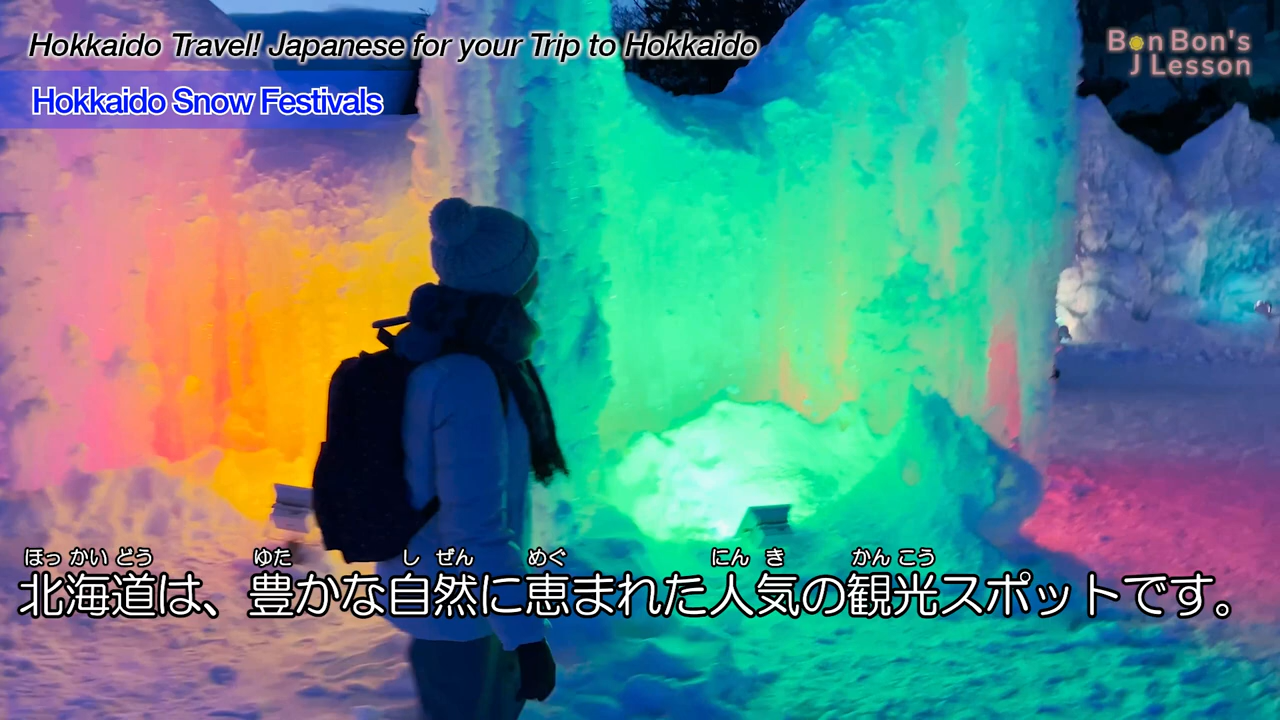 Hokkaido Travel! Japanese for your Trip to Hokkaido
Bon Bon's
J Lesson
Hokkaido Snow Festivals
ほっ かい どう ゆた し ぜん めぐ にん き かん こう
北海道は、豊かな自然に恵まれた人気の観光スポットです。